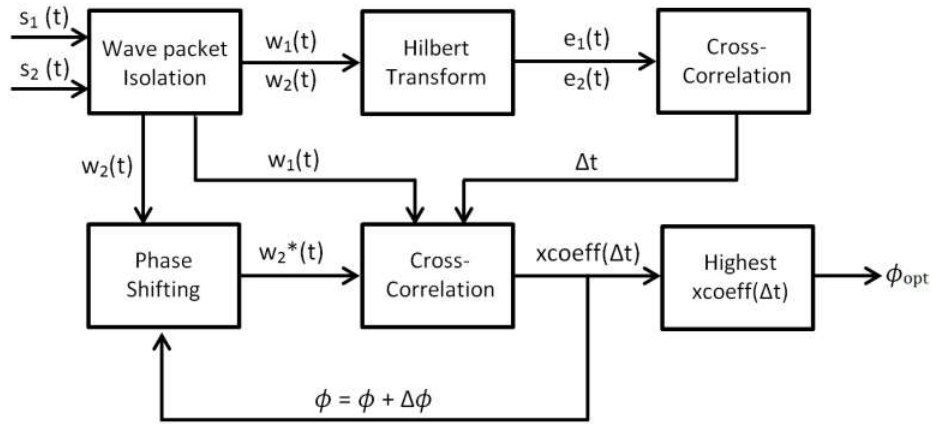 s₁ (t)
s₂ (t)
Wave packet
Isolation
w₁(t)
w₂(t)
Hilbert
Transform
e₁(t)
e₂(t)
Cross-
Correlation
w₂(t)
w₁(t)
Δt
Phase
Shifting
w₂*(t)
Cross-
Correlation
xcoeff(Δt)
Highest
xcoeff(Δt)
ϕopt
ϕ = ϕ + Δϕ